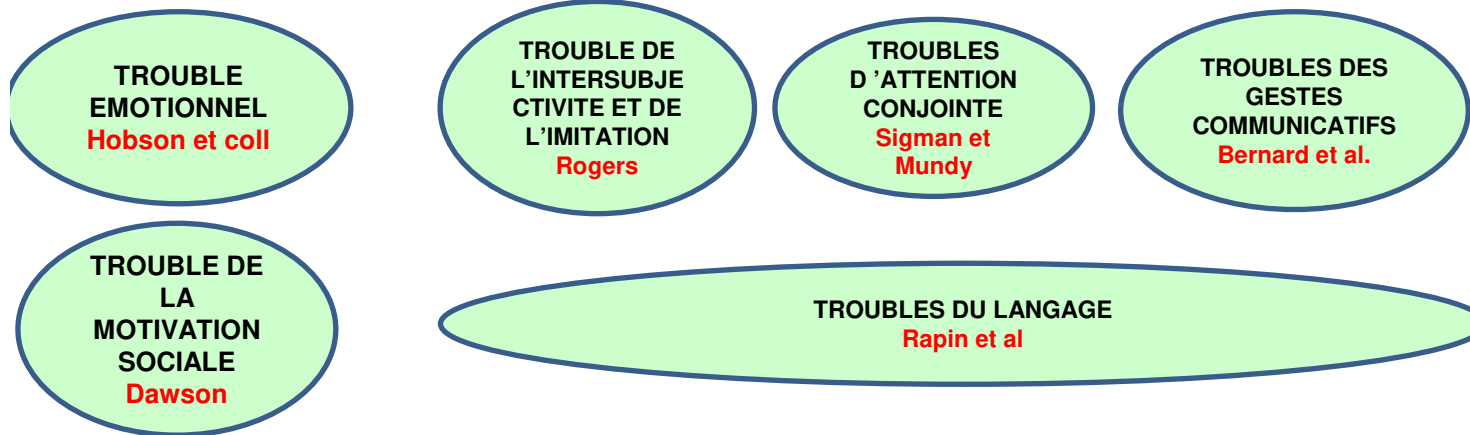 TROUBLE
EMOTIONNEL
Hobson et coll
TROUBLE DE
L'INTERSUBJE
CTIVITE ET DE
L'IMITATION
Rogers
TROUBLES
D ’ATTENTION
CONJOINTE
Sigman et
Mundy
TROUBLES DES
GESTES
COMMUNICATIFS
Bernard et al.
TROUBLE DE
LA
MOTIVATION
SOCIALE
Dawson
TROUBLES DU LANGAGE
Rapin et al